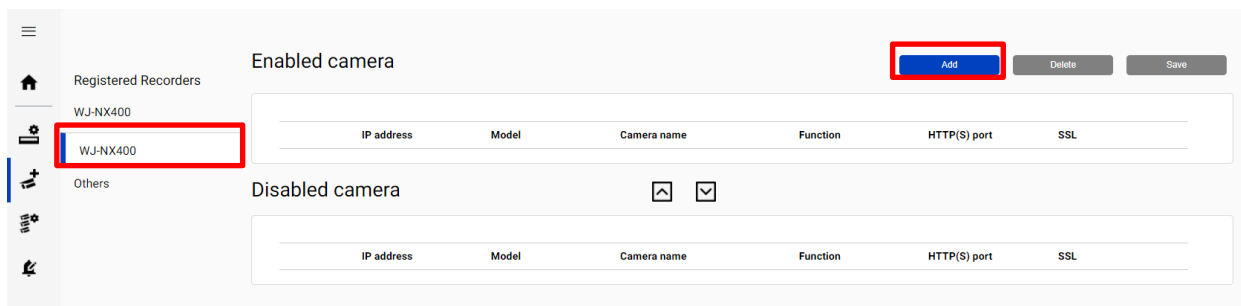 Registered Recorders
WJ-NX400
WJ-NX400
Others
Enabled camera
Add Delete Save
IP address Model Camera name Function HTTP(S) port SSL
Disabled camera
IP address Model Camera name Function HTTP(S) port SSL